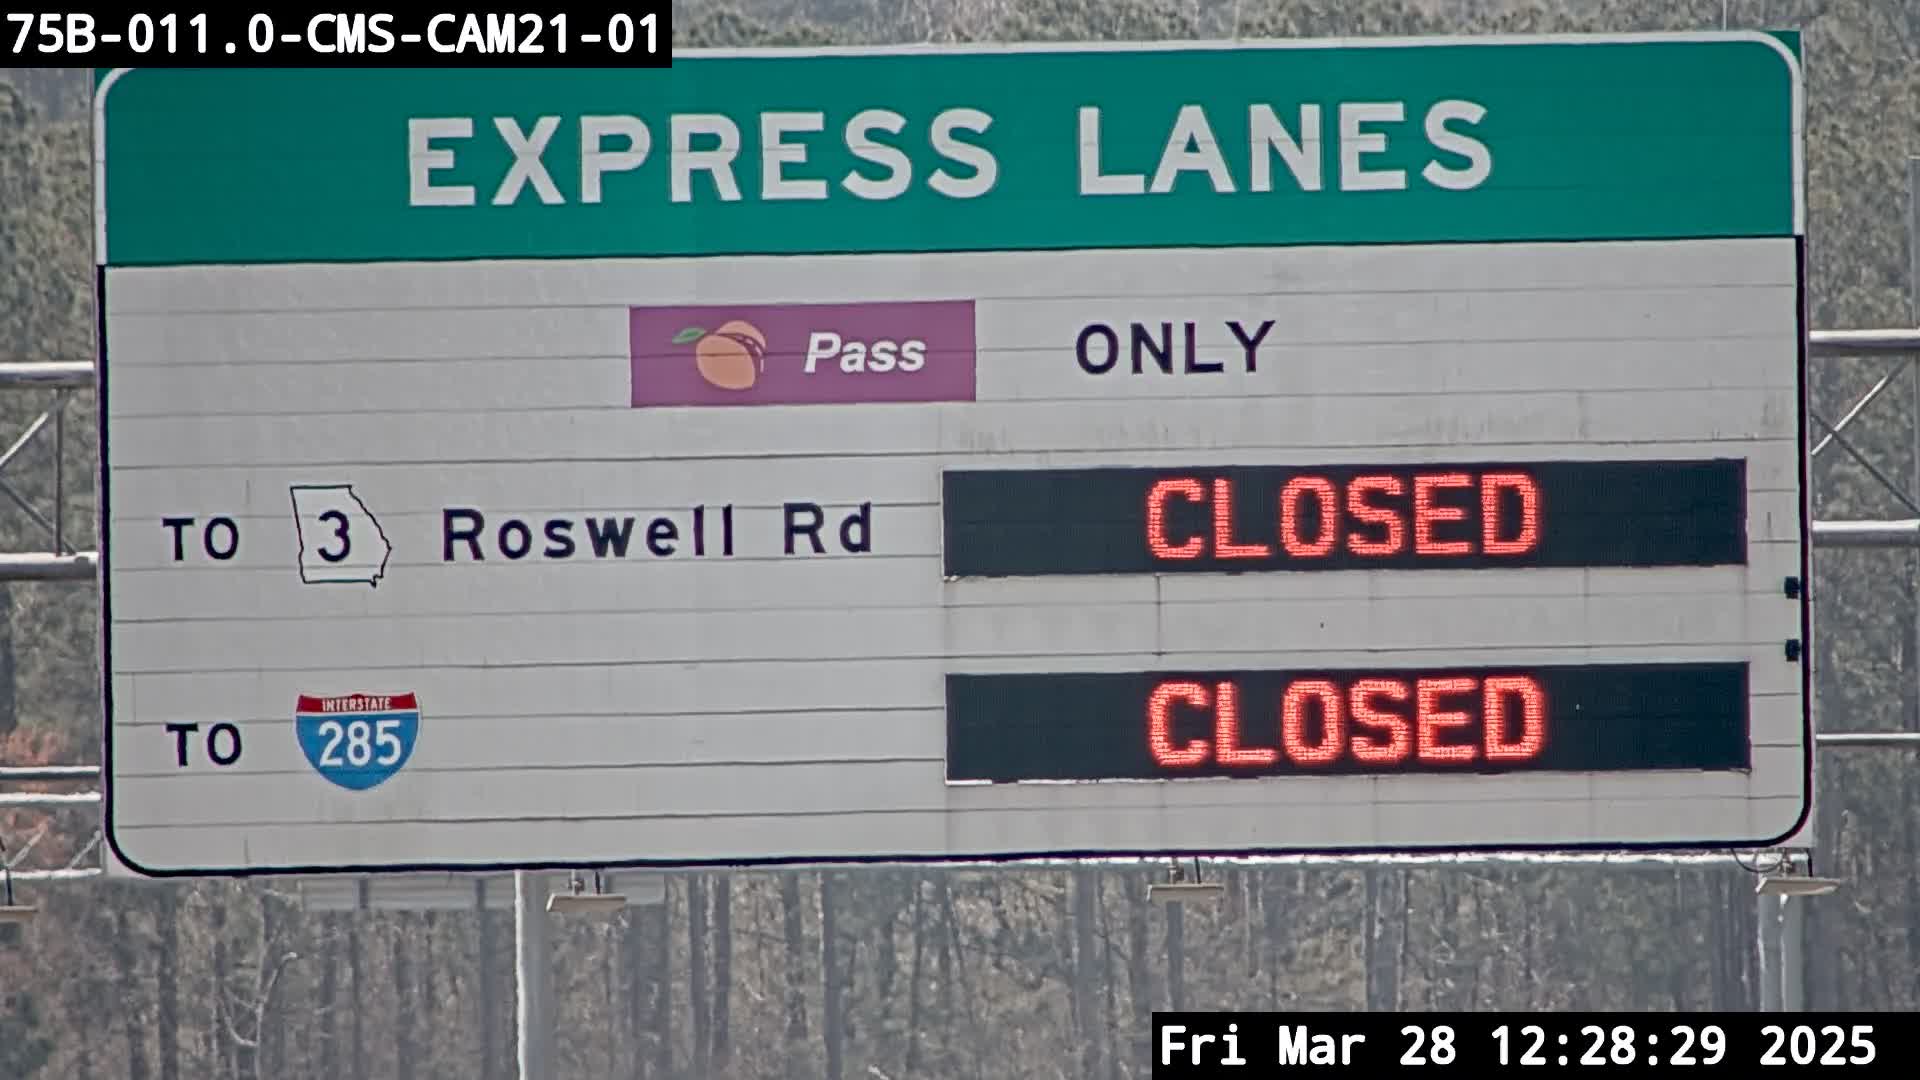 75B-011.0-CMS-CAM21-01
EXPRESS LANES
Pass ONLY
TO 3 Roswell Rd CLOSED
TO INTERSTATE 285 CLOSED
Fri Mar 28 12:28:29 2025